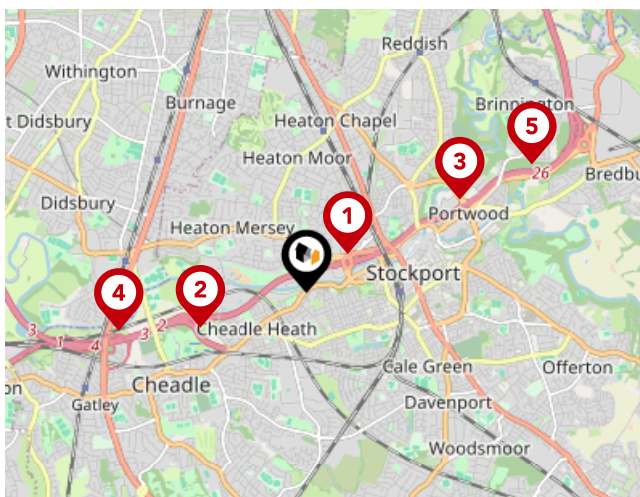 Reddish
Withington
Burnage
Brinnington
t Didsbury
Heaton Chapel
5
Heaton Moor
3
26
Bredbu
Didsbury
Portwood
Heaton Mersey
1
Stockport
4
2
3
1
4
3
2
Cheadle Heath
Cale Green
Offerton
on
Cheadle
Gatley
Davenport
Woodsmoor